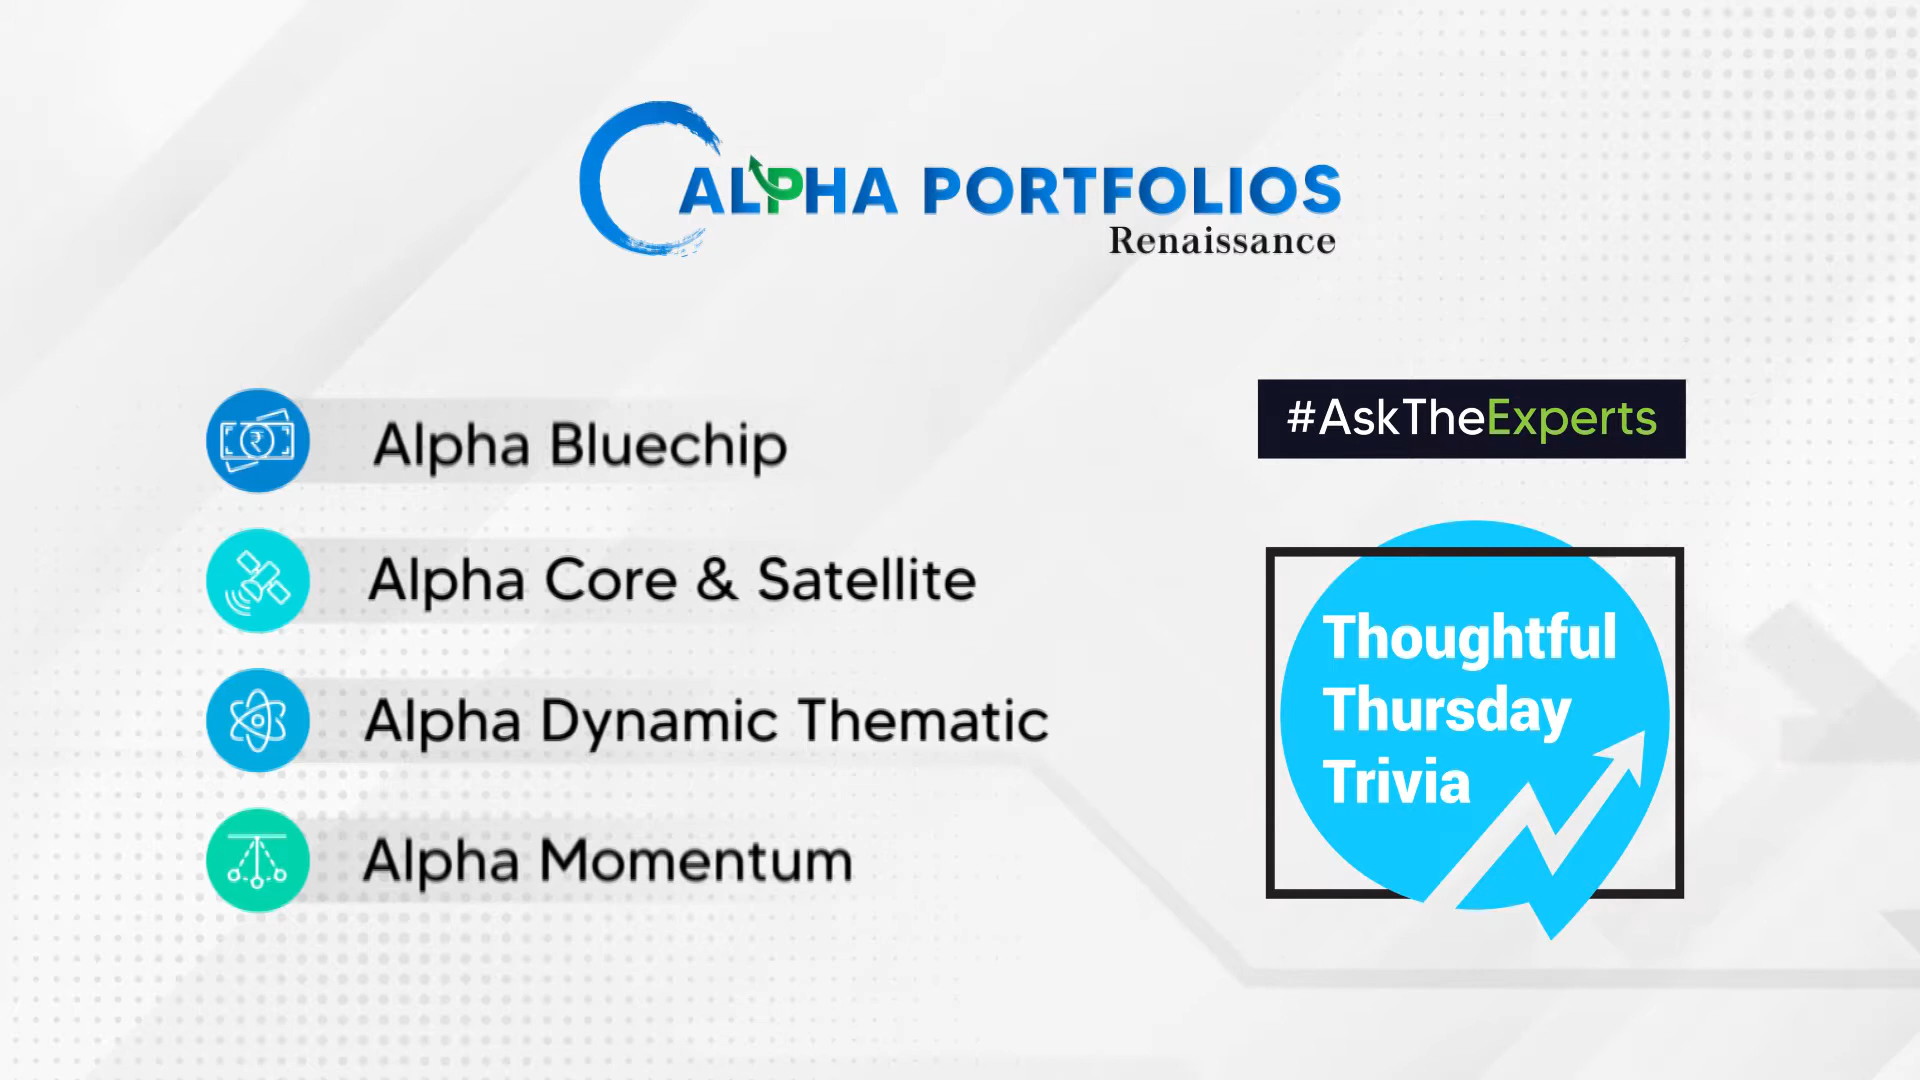 ALPHA PORTFOLIOS
Renaissance
Alpha Bluechip
Alpha Core & Satellite
Alpha Dynamic Thematic
Alpha Momentum
#AskTheExperts
Thoughtful
Thursday
Trivia